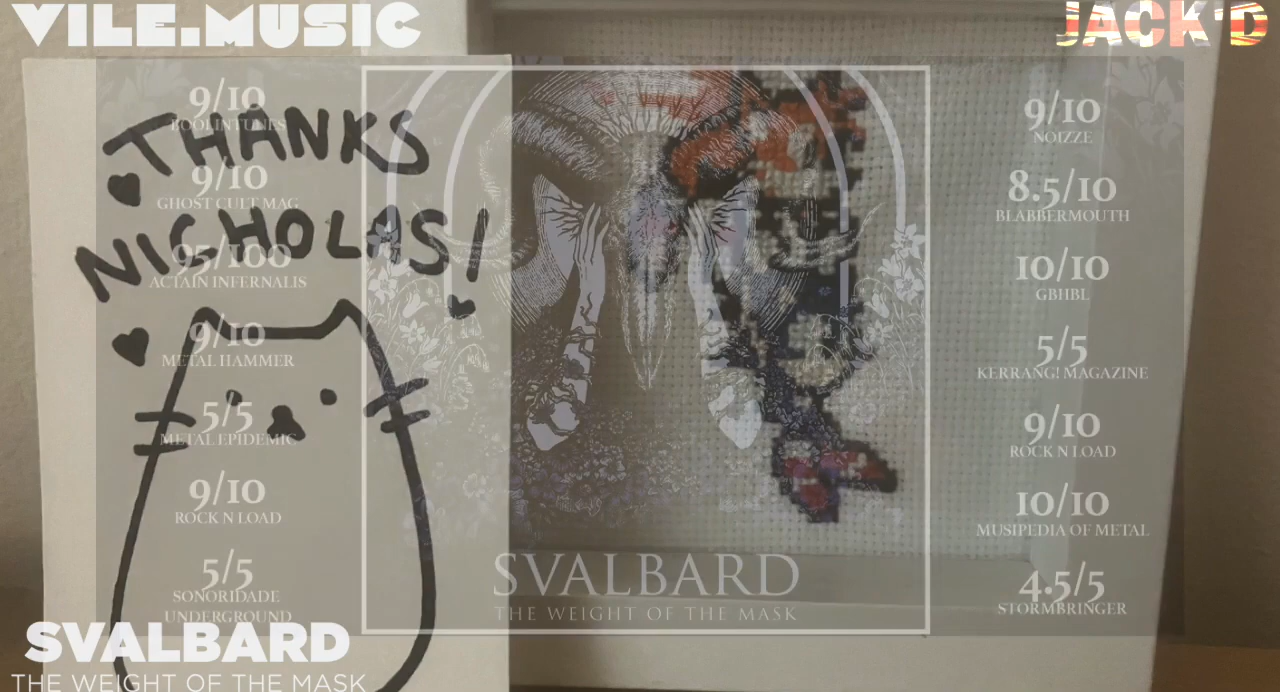 VILE.MUSIC
JACK'D
9/10
BOOLINTUNES
9/10
GHOST CULT MAG
95/100
ACTAIN INFERNALIS
9/10
METAL HAMMER
5/5
METAL EPIDEMIC
9/10
ROCK N LOAD
5/5
SONORIDADE
UNDERGROUND
THANKS
NICHOLAS!
SVALBARD
THE WEIGHT OF THE MASK
9/10
NOIZZE
8.5/10
BLABBERMOUTH
10/10
GBHBL
5/5
KERRANG! MAGAZINE
9/10
ROCK N LOAD
10/10
MUSIPEDIA OF METAL
4.5/5
STORMBRINGER
SVALBARD
THE WEIGHT OF THE MASK